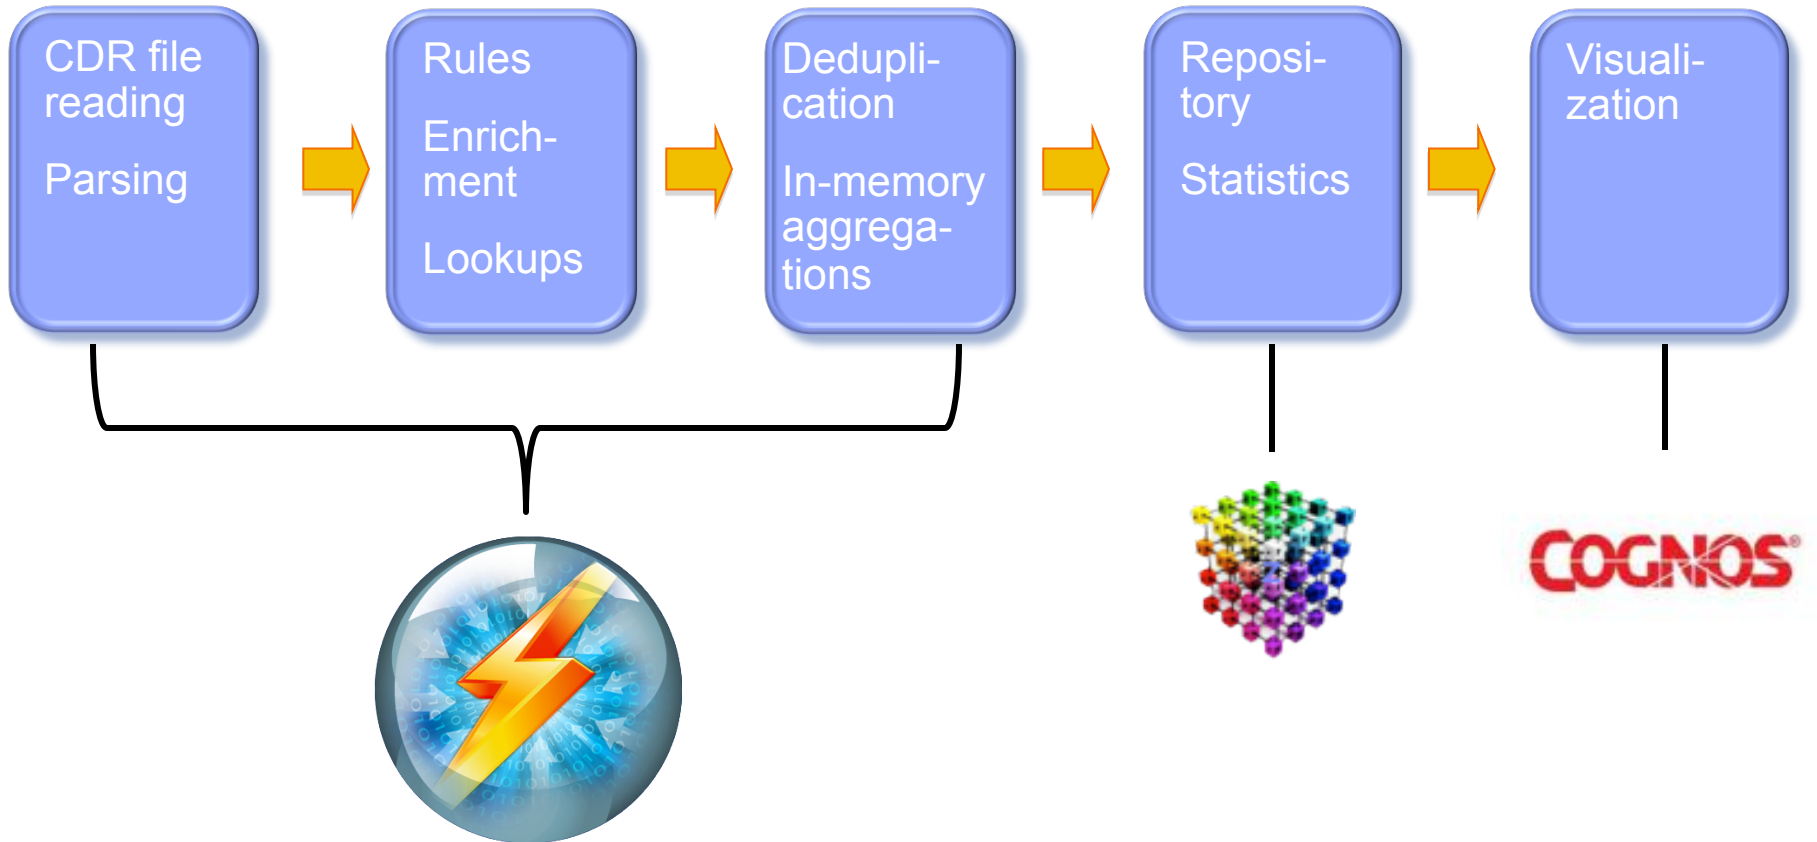 CDR file
reading
Parsing
Rules
Enrich-
ment
Lookups
Dedupli-
cation
In-memory
aggrega-
tions
Reposi-
tory
Statistics
Visuali-
zation
COGNOS®